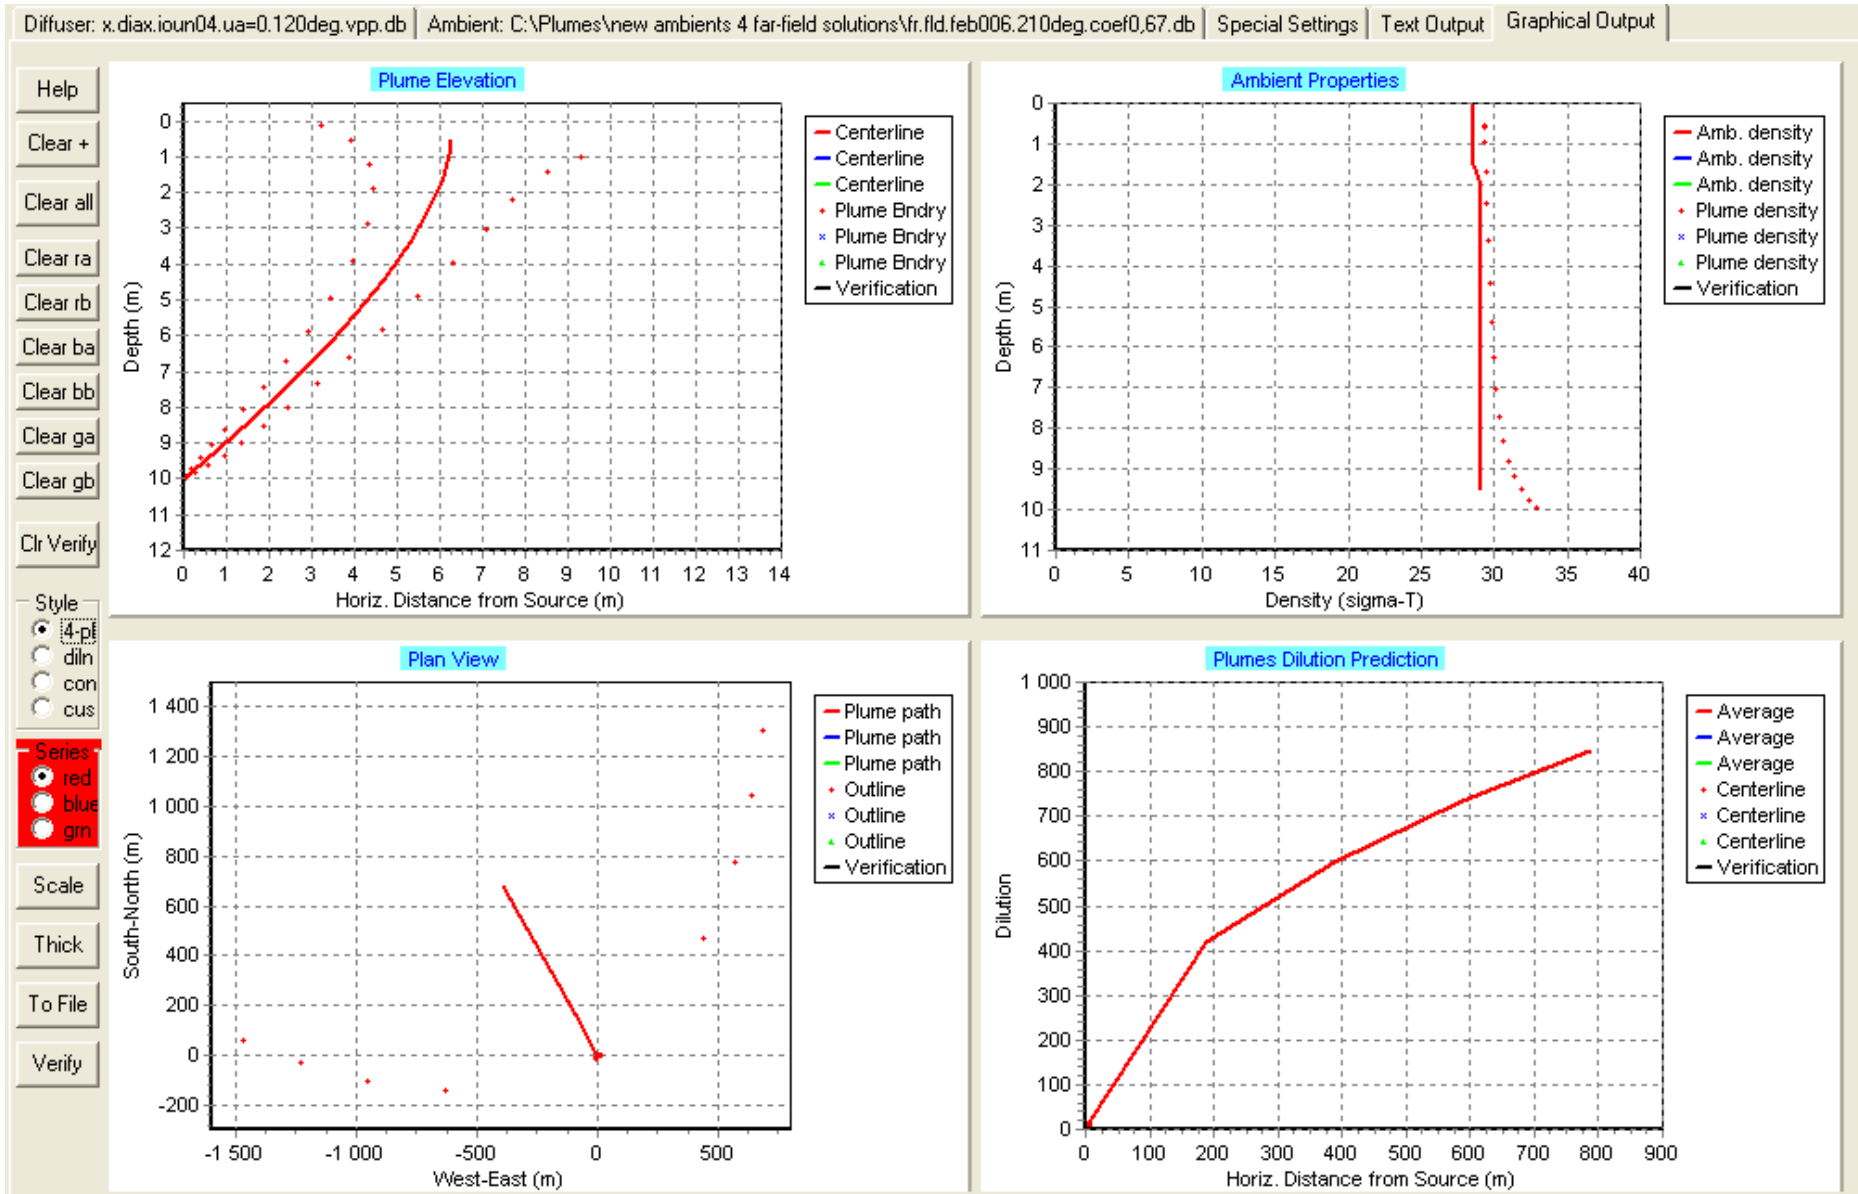 Diffuser: x.diax.ioun04.ua=0.120deg.vpp.db
Ambient: C:\Plumes\new ambients 4 far-field solutions\fr.fld.feb006.210deg.coef0,67.db
Special Settings
Text Output
Graphical Output
Help
Clear +
Clear all
Clear ra
Clear rb
Clear ba
Clear bb
Clear ga
Clear gb
Clr Verify
Style
4-pl
diln
con
cus
Series
red
blue
grn
Scale
Thick
To File
Verify
Plume Elevation
Depth (m)
0
1
2
3
4
5
6
7
8
9
10
11
12
0 1 2 3 4 5 6 7 8 9 10 11 12 13 14
Horiz. Distance from Source (m)
Centerline
Centerline
Centerline
Plume Bndry
Plume Bndry
Plume Bndry
Verification
Ambient Properties
Depth (m)
0
1
2
3
4
5
6
7
8
9
10
11
0 5 10 15 20 25 30 35 40
Density (sigma-T)
Amb. density
Amb. density
Amb. density
Plume density
Plume density
Plume density
Verification
Plan View
South-North (m)
1 400
1 200
1 000
800
600
400
200
0
-200
-1 500 -1 000 -500 0 500
West-East (m)
Plume path
Plume path
Plume path
Outline
Outline
Outline
Verification
Plumes Dilution Prediction
Dilution
1 000
900
800
700
600
500
400
300
200
100
0
0 100 200 300 400 500 600 700 800 900
Horiz. Distance from Source (m)
Average
Average
Average
Centerline
Centerline
Centerline
Verification